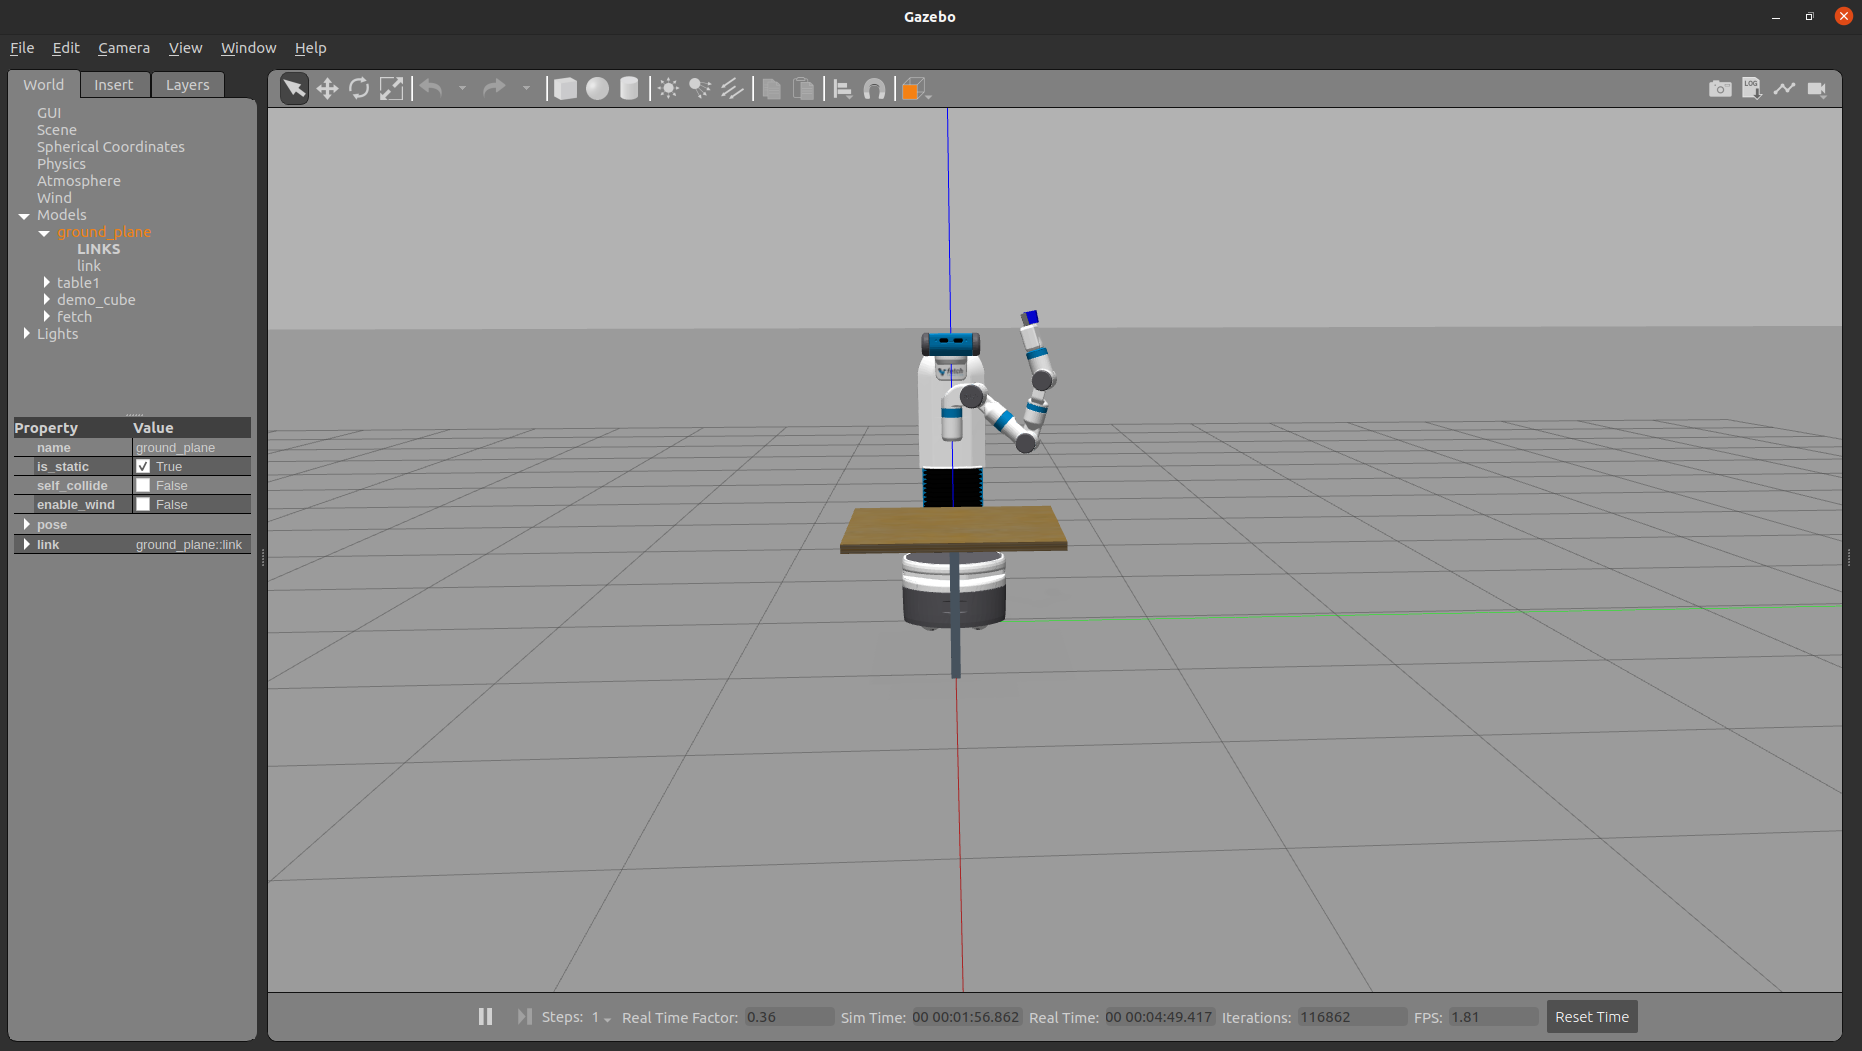 Gazebo
File Edit Camera View Window Help
World Insert Layers
GUI
Scene
Spherical Coordinates
Physics
Atmosphere
Wind
Models
ground_plane
LINKS
link
table1
demo_cube
fetch
Lights
Property Value
name ground_plane
is_static True
self_collide False
enable_wind False
pose
link ground_plane::link
LOG
fetch
Steps: 1 Real Time Factor: 0.36 Sim Time: 00 00:01:56.862 Real Time: 00 00:04:49.417 Iterations: 116862 FPS: 1.81 Reset Time